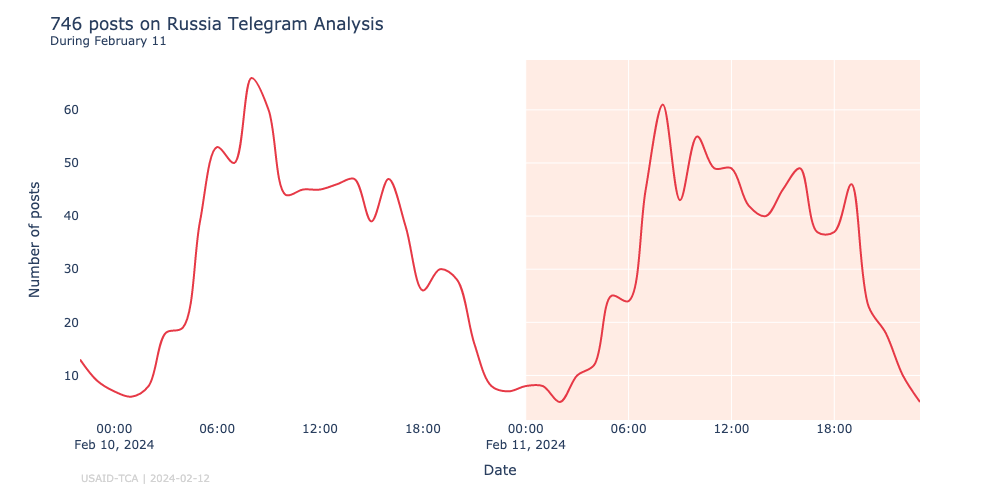 746 posts on Russia Telegram Analysis
During February 11
Number of posts
60
50
40
30
20
10
00:00 06:00 12:00 18:00 00:00 06:00 12:00 18:00
Feb 10, 2024 Feb 11, 2024
Date
USAID-TCA | 2024-02-12